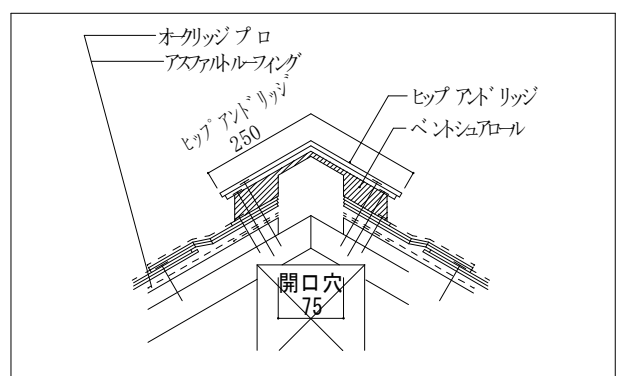 オークリッジ プロ
アスファルトルーフィング
ヒップ アンド リッジ
250
ヒップ アンド リッジ
ベントシュアロール
開口穴
75